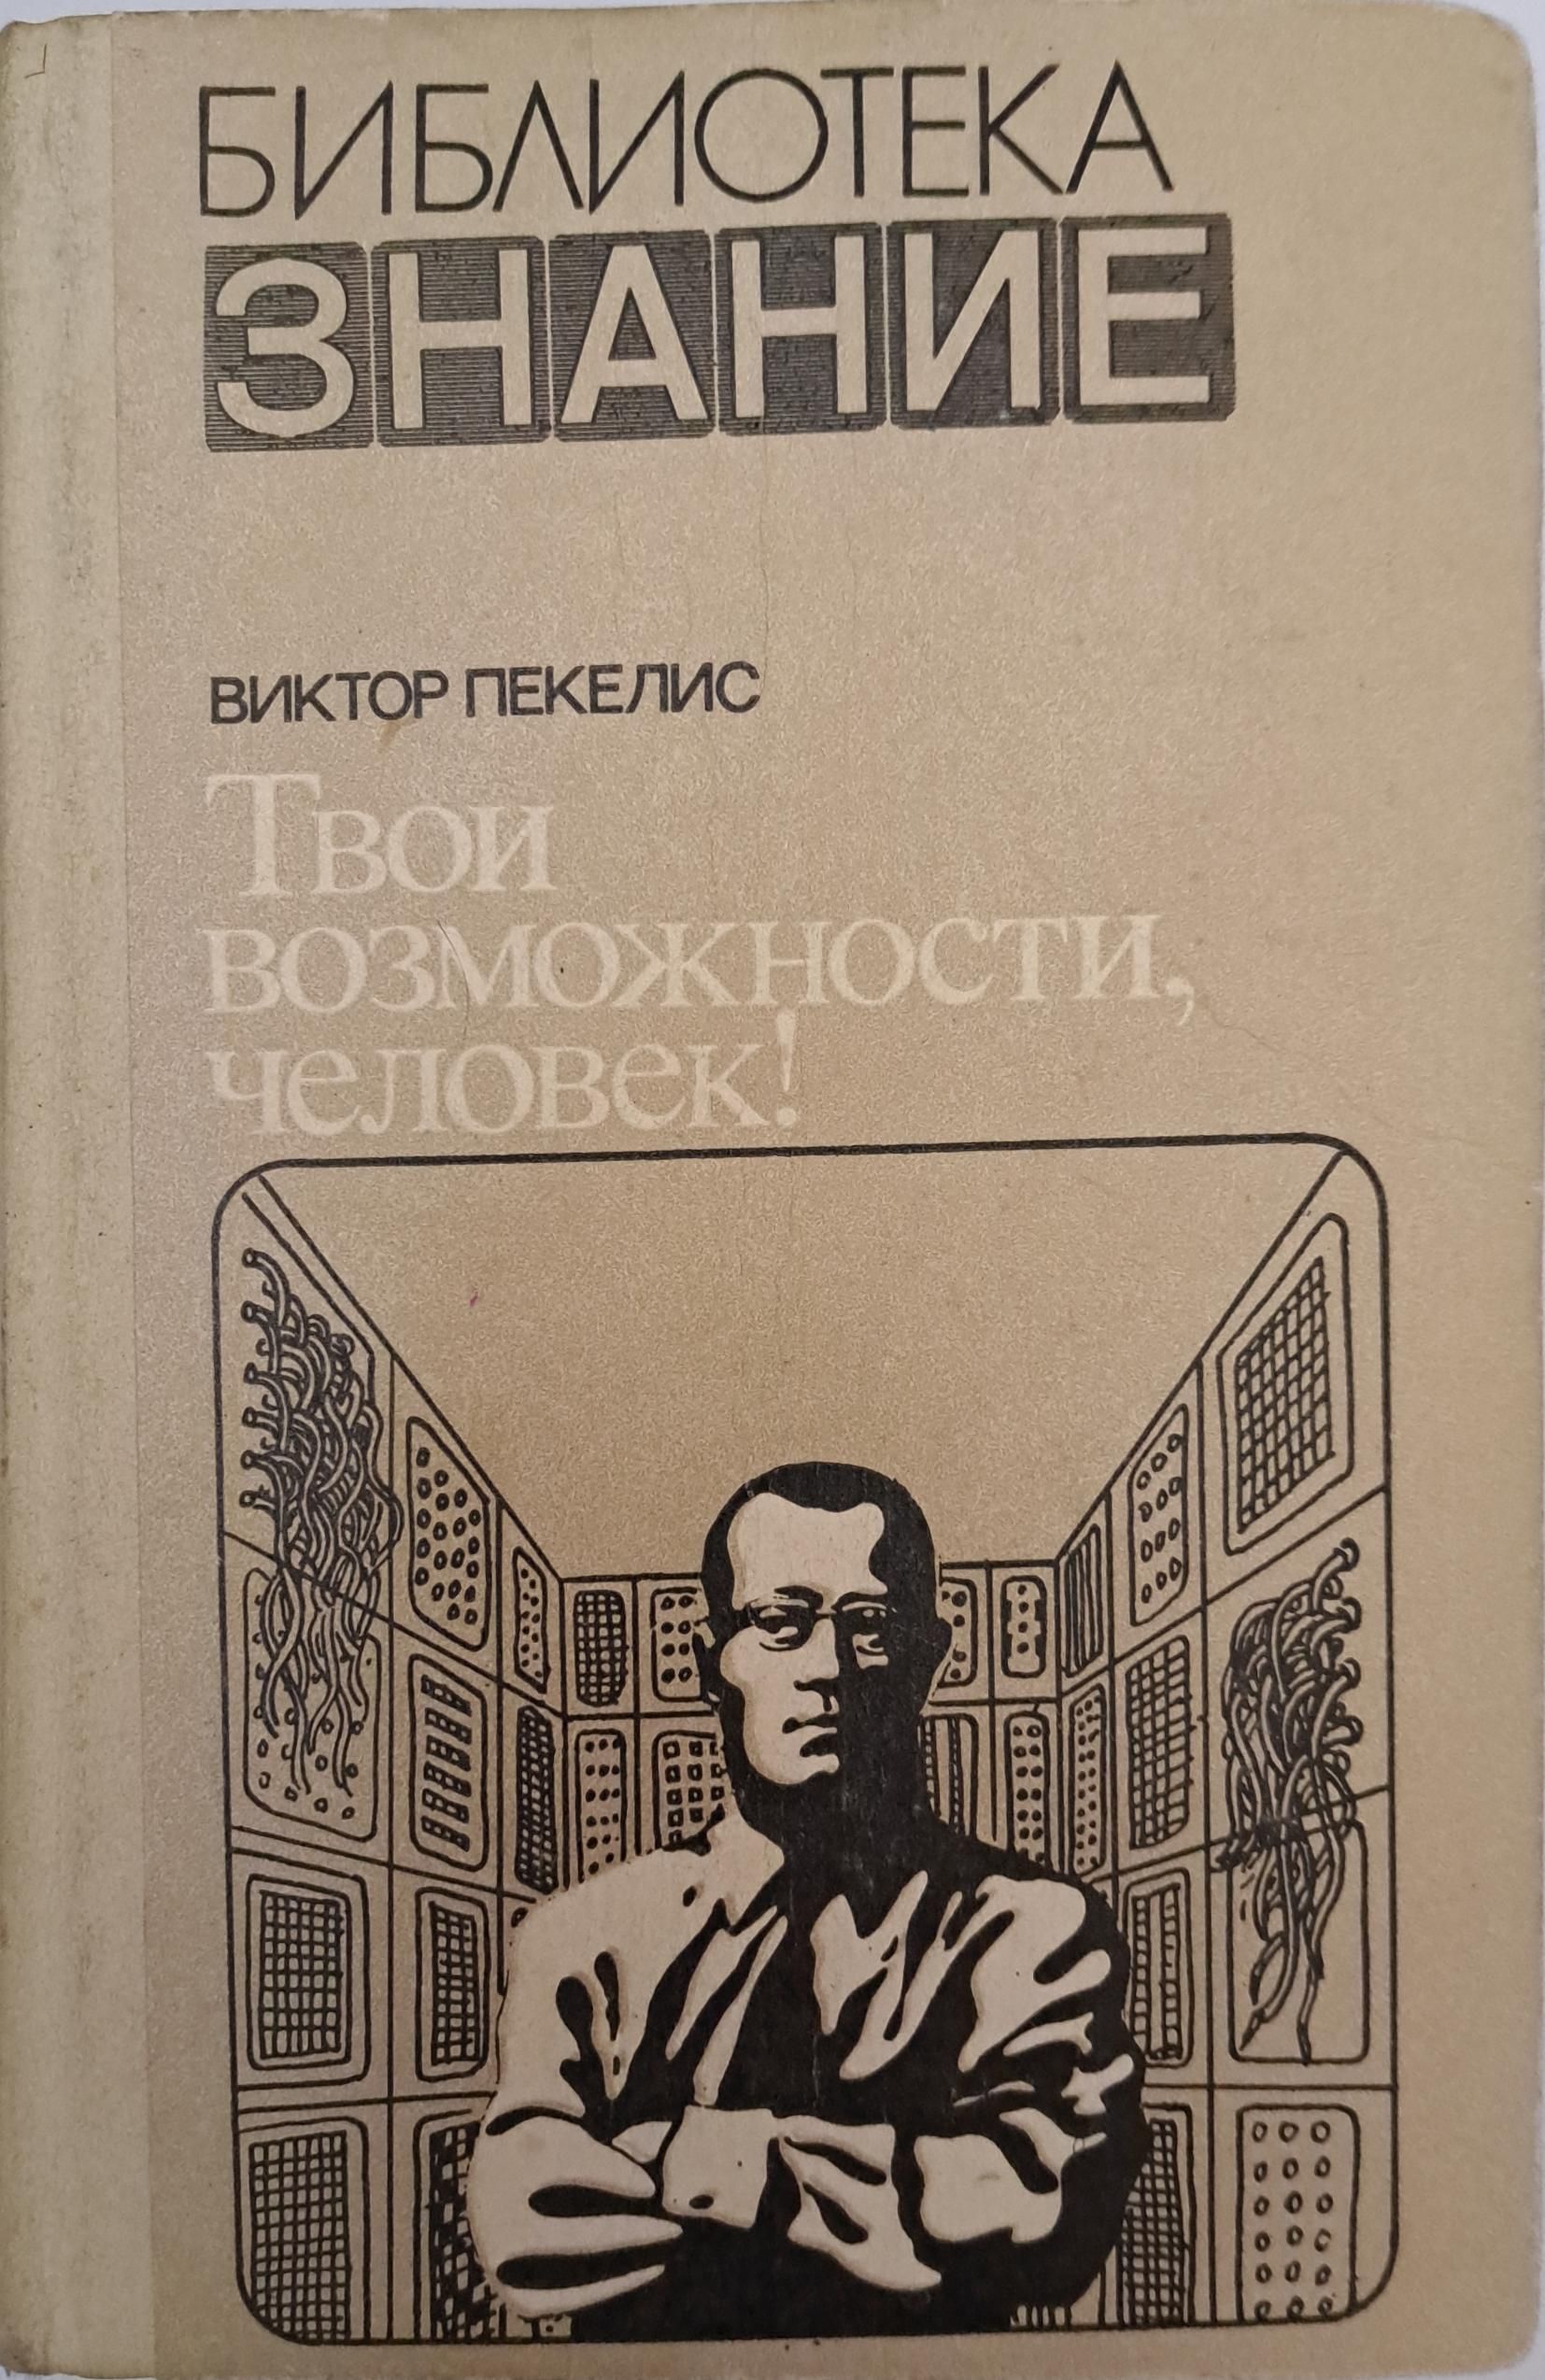 БИБЛИОТЕКА
ЗНАНИЕ
ВИКТОР ПЕКЕЛИС
Твои
возможности,
человек!